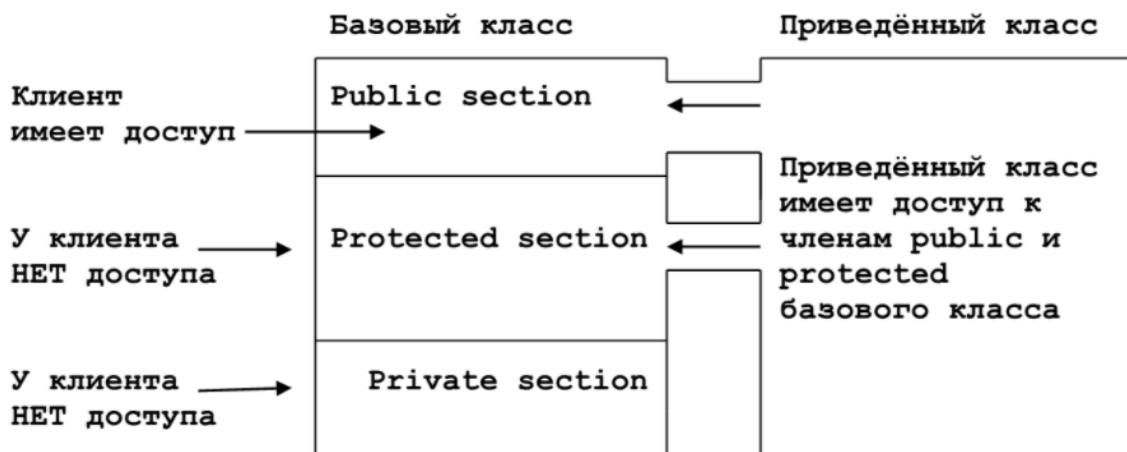 Базовый класс
Приведённый класс
Клиент
имеет доступ
Public section
У клиента
НЕТ доступа
Protected section
Приведённый класс
имеет доступ к
членам public и
protected
базового класса
У клиента
НЕТ доступа
Private section